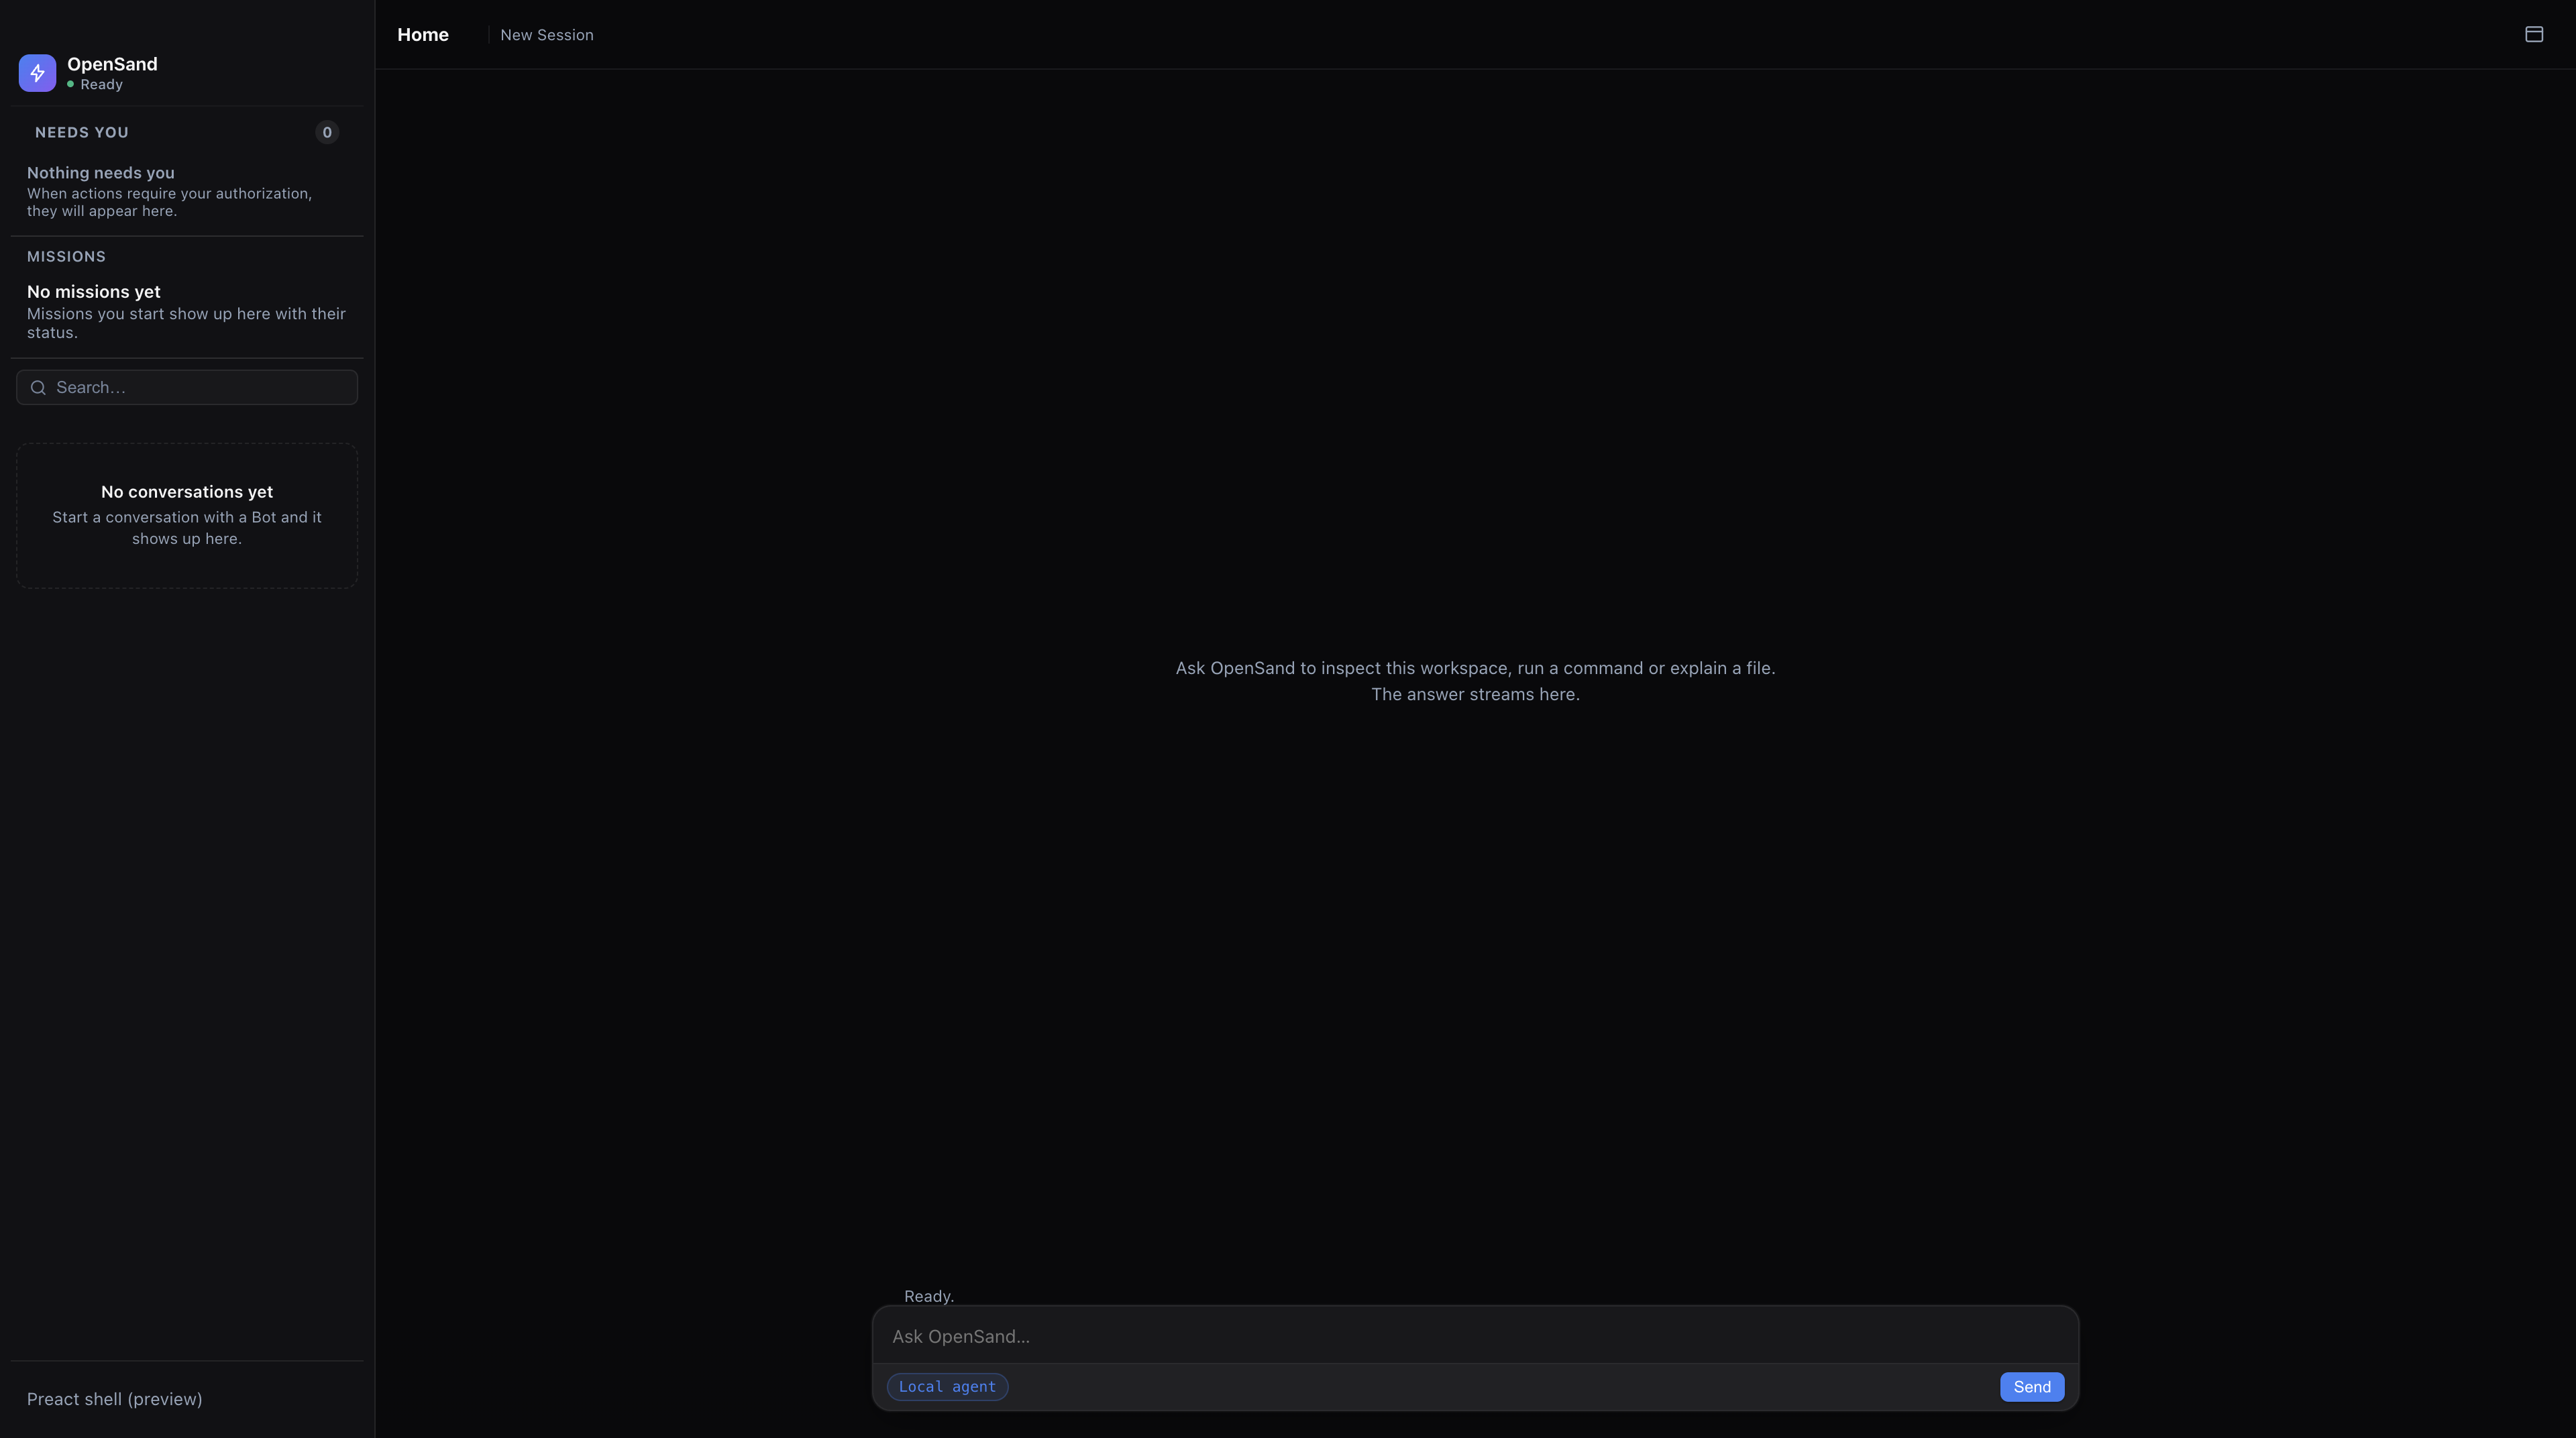 OpenSand
Ready
NEEDS YOU
0
Nothing needs you
When actions require your authorization,
they will appear here.
MISSIONS
No missions yet
Missions you start show up here with their
status.
Search…
No conversations yet
Start a conversation with a Bot and it
shows up here.
Preact shell (preview)
Home
New Session
Ask OpenSand to inspect this workspace, run a command or explain a file.
The answer streams here.
Ready.
Ask OpenSand...
Local agent
Send